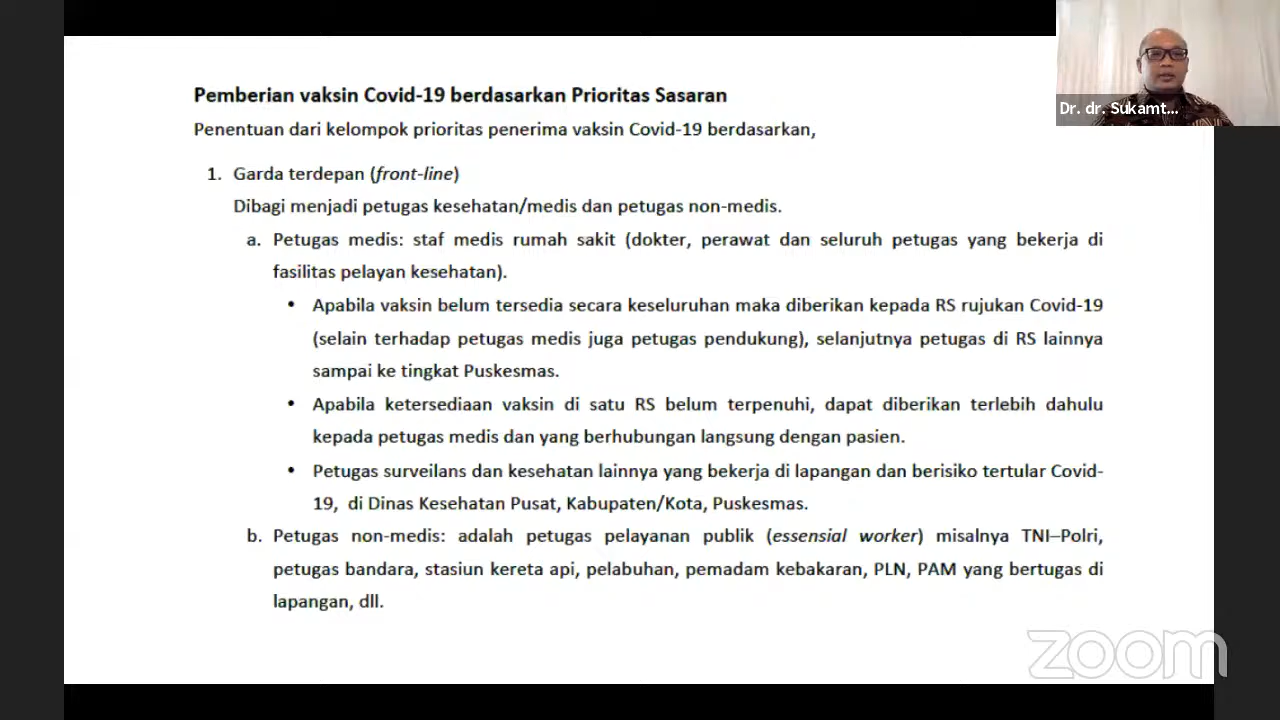 Pemberian vaksin Covid-19 berdasarkan Prioritas Sasaran
Penentuan dari kelompok prioritas penerima vaksin Covid-19 berdasarkan,
1. Garda terdepan (front-line)
Dibagi menjadi petugas kesehatan/medis dan petugas non-medis.
a. Petugas medis: staf medis rumah sakit (dokter, perawat dan seluruh petugas yang bekerja di
fasilitas pelayan kesehatan).
• Apabila vaksin belum tersedia secara keseluruhan maka diberikan kepada RS rujukan Covid-19
(selain terhadap petugas medis juga petugas pendukung), selanjutnya petugas di RS lainnya
sampai ke tingkat Puskesmas.
• Apabila ketersediaan vaksin di satu RS belum terpenuhi, dapat diberikan terlebih dahulu
kepada petugas medis dan yang berhubungan langsung dengan pasien.
• Petugas surveilans dan kesehatan lainnya yang bekerja di lapangan dan berisiko tertular Covid-
19, di Dinas Kesehatan Pusat, Kabupaten/Kota, Puskesmas.
b. Petugas non-medis: adalah petugas pelayanan publik (essensial worker) misalnya TNI–Polri,
petugas bandara, stasiun kereta api, pelabuhan, pemadam kebakaran, PLN, PAM yang bertugas di
lapangan, dll.
Dr. dr. Sukamt...
zoom